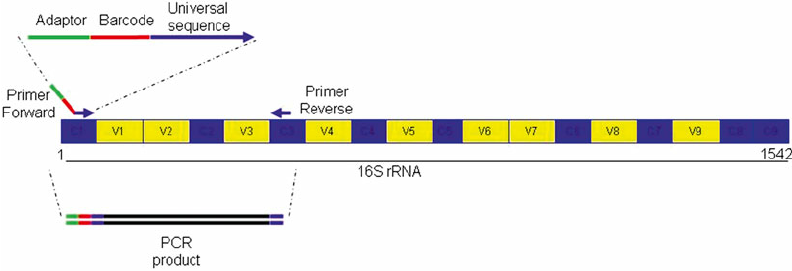 Adaptor Barcode Universal
sequence
Primer
Forward
Primer
Reverse
C1 V1 V2 C2 V3 C3 V4 C4 V5 C5 V6 V7 C6 V8 C7 V9 C8 C9
1 1542
16S rRNA
PCR
product